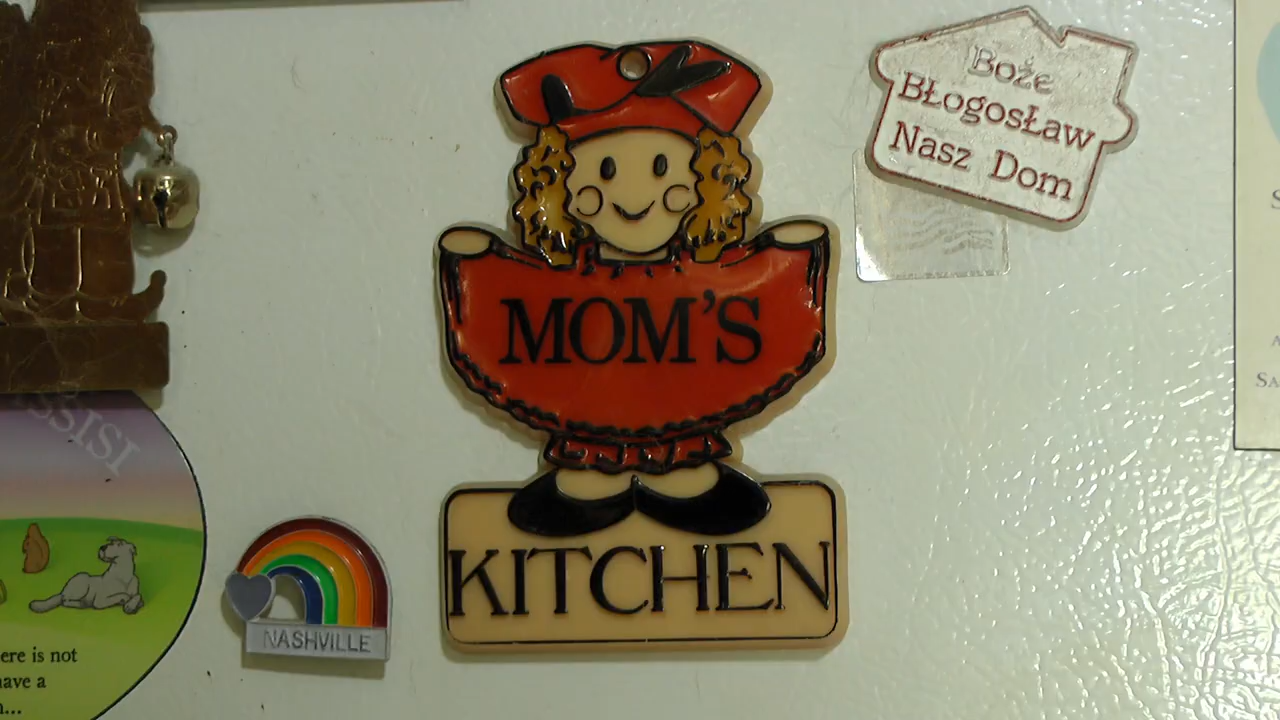 MOM'S
KITCHEN
Boże
Błogosław
Nasz Dom
NASHVILLE
ere is not
have a